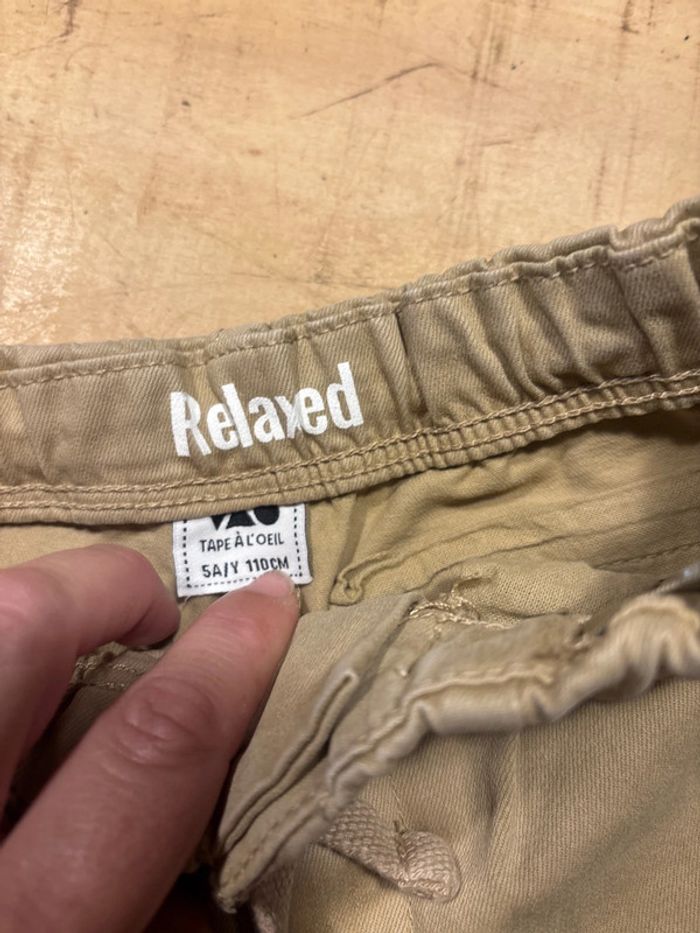 Relaxed
TAPE À L'OEIL
5A/Y 110CM